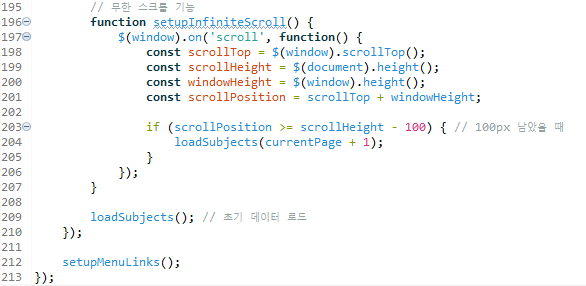 195 // 무한 스크롤 기능
196 function setupInfiniteScroll() {
197 $(window).on('scroll', function() {
198 const scrollTop = $(window).scrollTop();
199 const scrollHeight = $(document).height();
200 const windowHeight = $(window).height();
201 const scrollPosition = scrollTop + windowHeight;
202
203 if (scrollPosition >= scrollHeight - 100) { // 100px 남았을 때
204 loadSubjects(currentPage + 1);
205 }
206 });
207 }
208
209 loadSubjects(); // 초기 데이터 로드
210 });
211
212 setupMenuLinks();
213 });